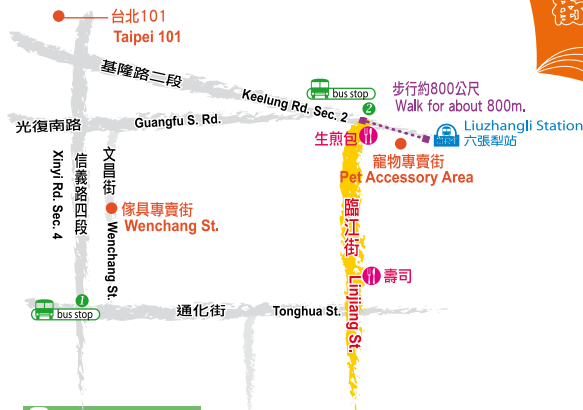 台北101
Taipei 101
基隆路二段
Keelung Rd. Sec. 2
bus stop
2
步行約800公尺
Walk for about 800m.
光復南路
Guangfu S. Rd.
生煎包
Liuzhangli Station
六張犁站
寵物專賣街
Pet Accessory Area
信義路四段
Xinyi Rd. Sec. 4
文昌街
Wenchang St.
傢具專賣街
Wenchang St.
臨江街
Linjiang St.
壽司
1
bus stop
通化街
Tonghua St.